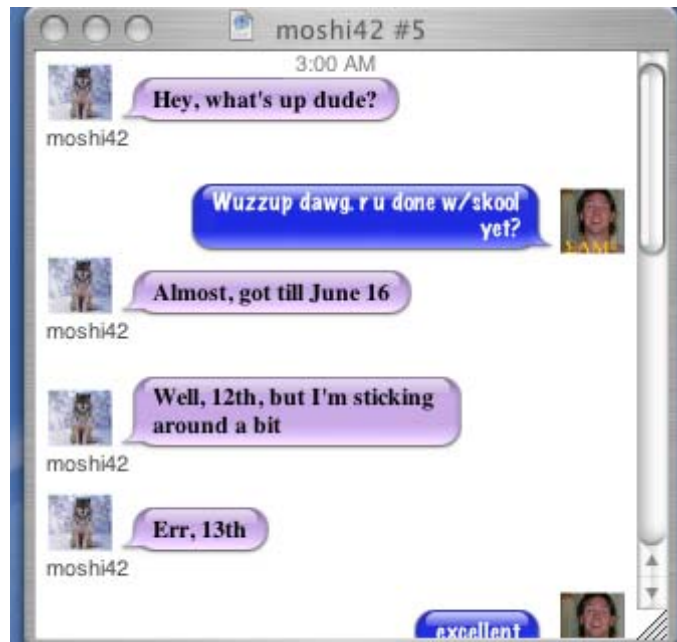 moshi42 #5
3:00 AM
Hey, what's up dude?
moshi42
Wuzzup dawg. r u done w/skool
yet?
Almost, got till June 16
moshi42
Well, 12th, but I'm sticking
around a bit
moshi42
Err, 13th
moshi42
excellent